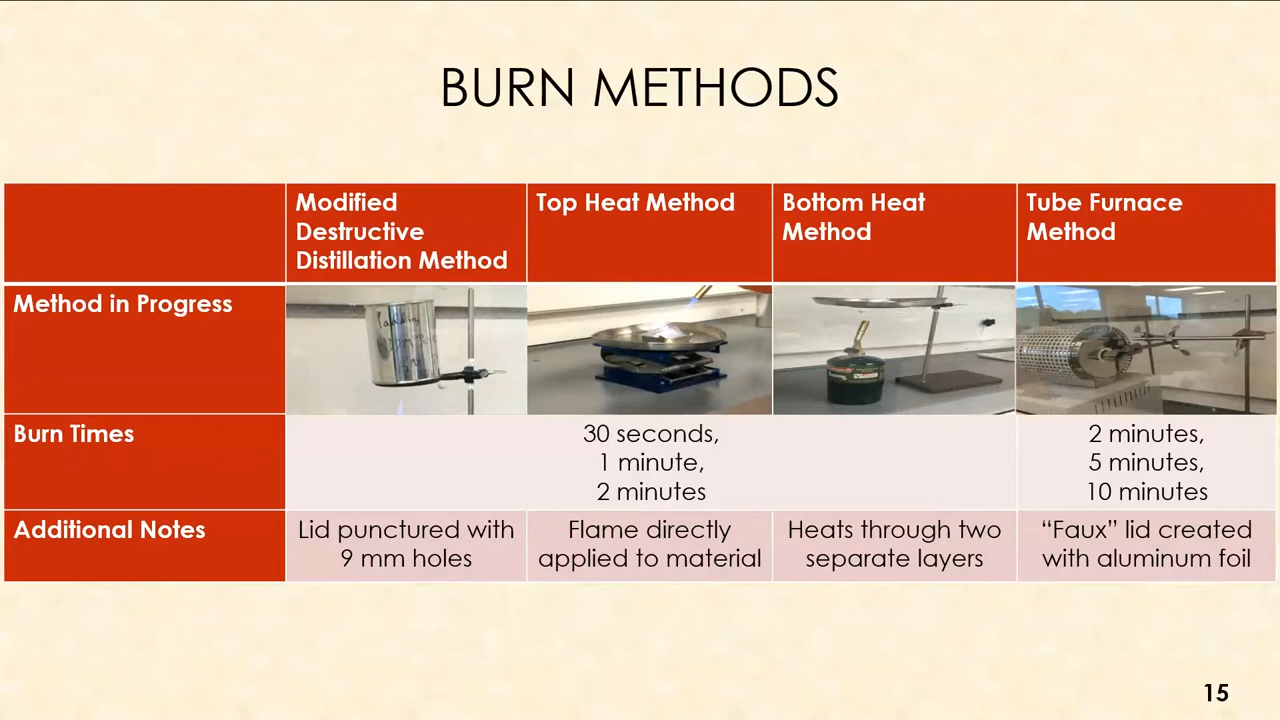 BURN METHODS
Modified
Destructive
Distillation Method
Top Heat Method
Bottom Heat
Method
Tube Furnace
Method
Method in Progress
Burn Times
30 seconds,
1 minute,
2 minutes
2 minutes,
5 minutes,
10 minutes
Additional Notes
Lid punctured with
9 mm holes
Flame directly
applied to material
Heats through two
separate layers
“Faux” lid created
with aluminum foil
15